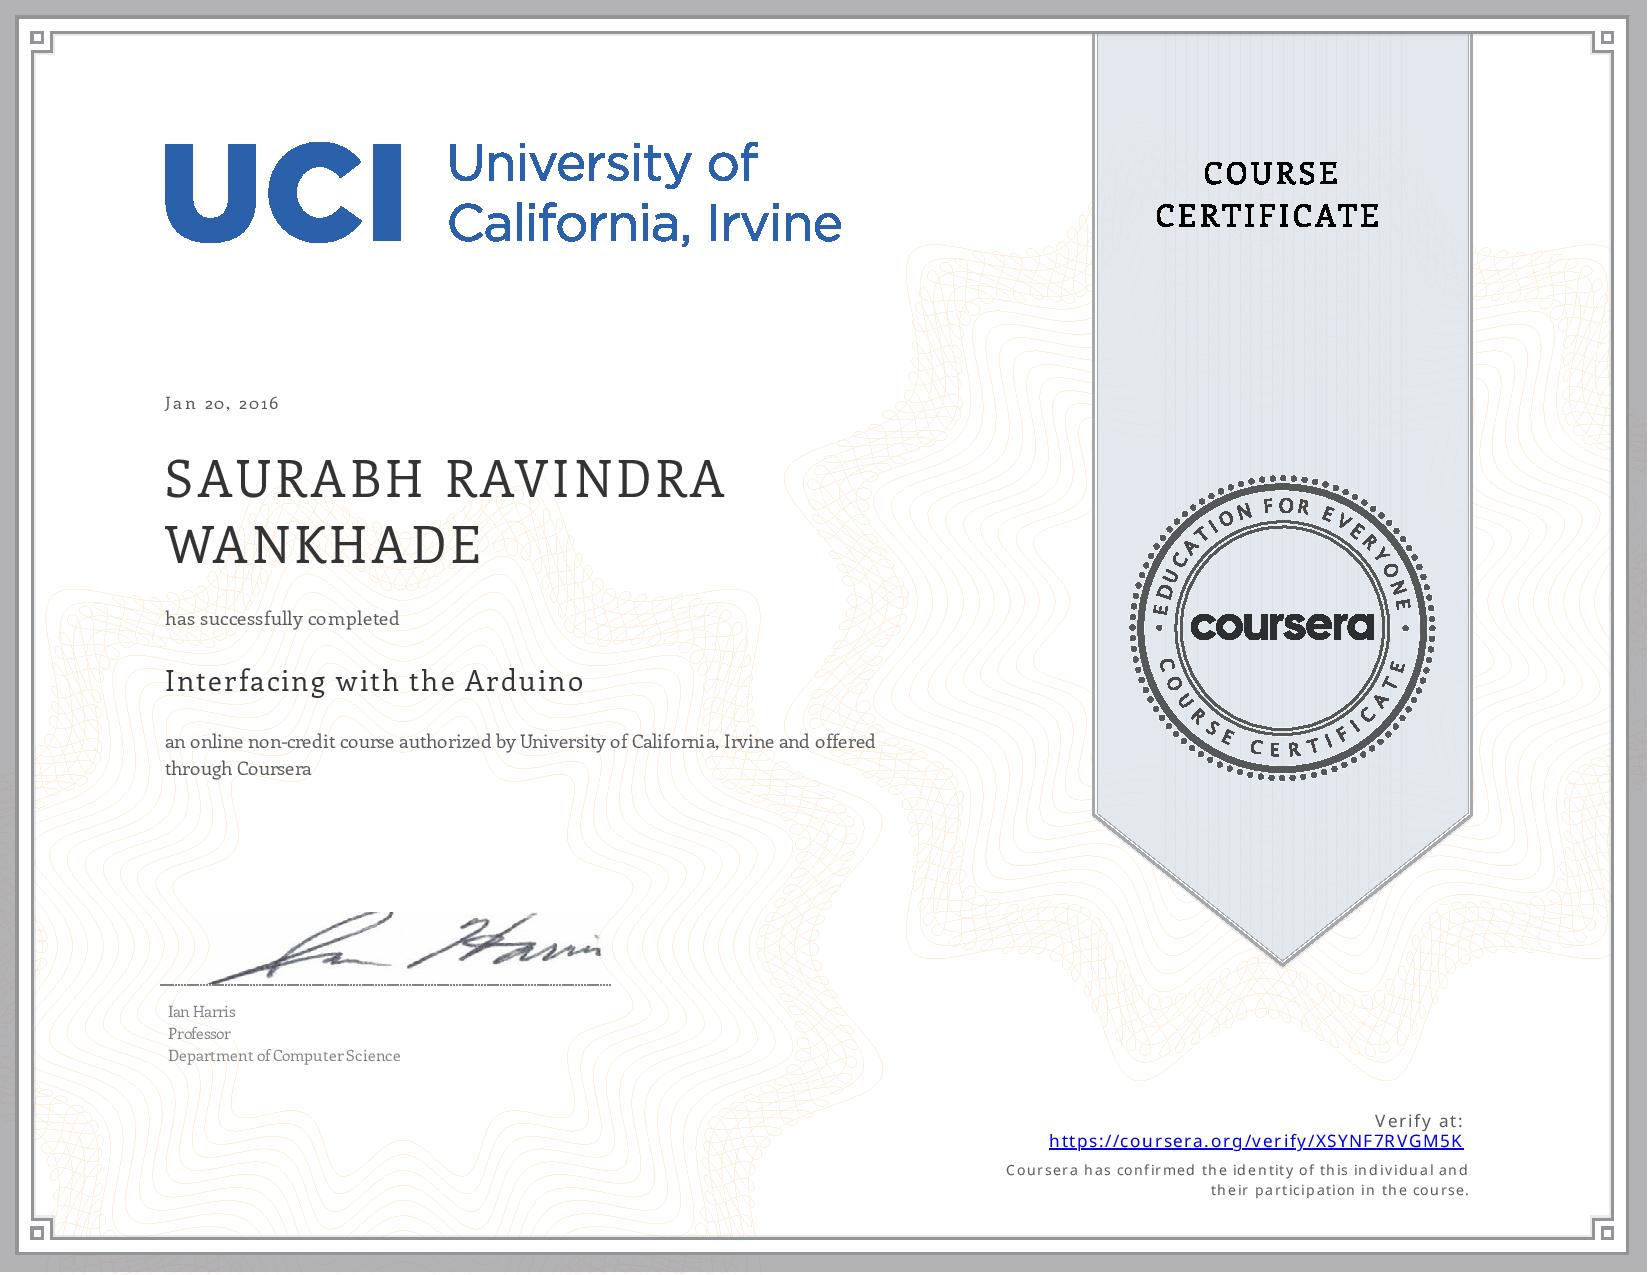 UCI University of
California, Irvine
COURSE
CERTIFICATE
Jan 20, 2016
SAURABH RAVINDRA
WANKHADE
has successfully completed
Interfacing with the Arduino
an online non-credit course authorized by University of California, Irvine and offered
through Coursera
EDUCATION FOR EVERYONE
coursera
COURSE CERTIFICATE
Ian Harris
Ian Harris
Professor
Department of Computer Science
Verify at:
https://coursera.org/verify/XSYNF7RVGM5K
Coursera has confirmed the identity of this individual and
their participation in the course.